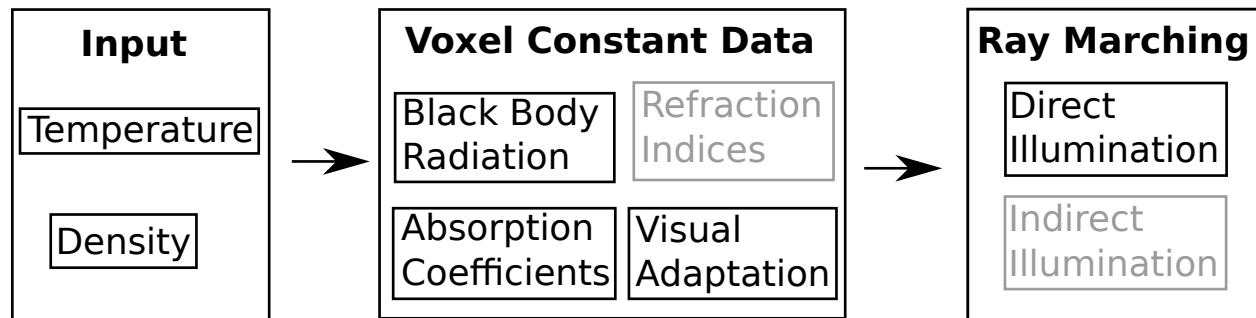 Input
Temperature
Density
Voxel Constant Data
Black Body
Radiation
Refraction
Indices
Absorption
Coefficients
Visual
Adaptation
Ray Marching
Direct
Illumination
Indirect
Illumination